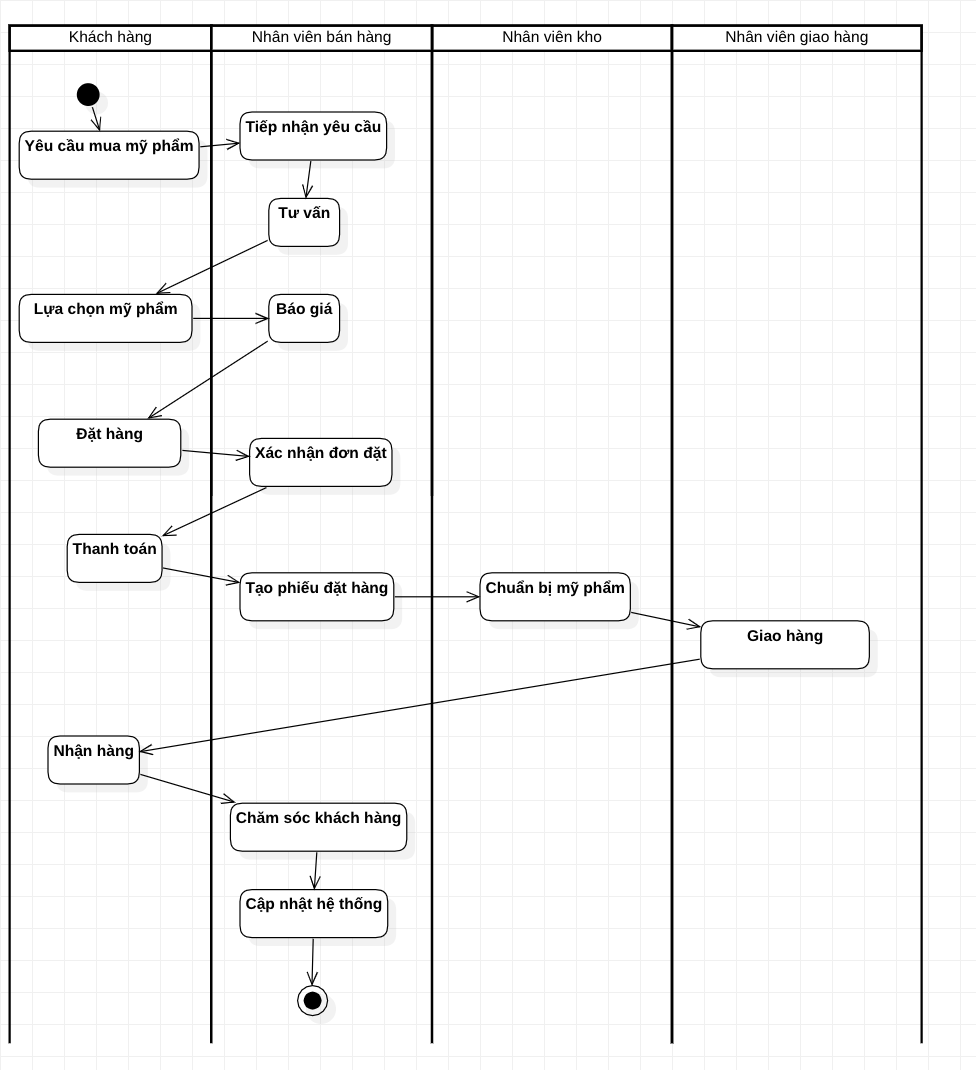 Khách hàng
Nhân viên bán hàng
Nhân viên kho
Nhân viên giao hàng
Yêu cầu mua mỹ phẩm
Tiếp nhận yêu cầu
Tư vấn
Lựa chọn mỹ phẩm
Báo giá
Đặt hàng
Xác nhận đơn đặt
Thanh toán
Tạo phiếu đặt hàng
Chuẩn bị mỹ phẩm
Giao hàng
Nhận hàng
Chăm sóc khách hàng
Cập nhật hệ thống